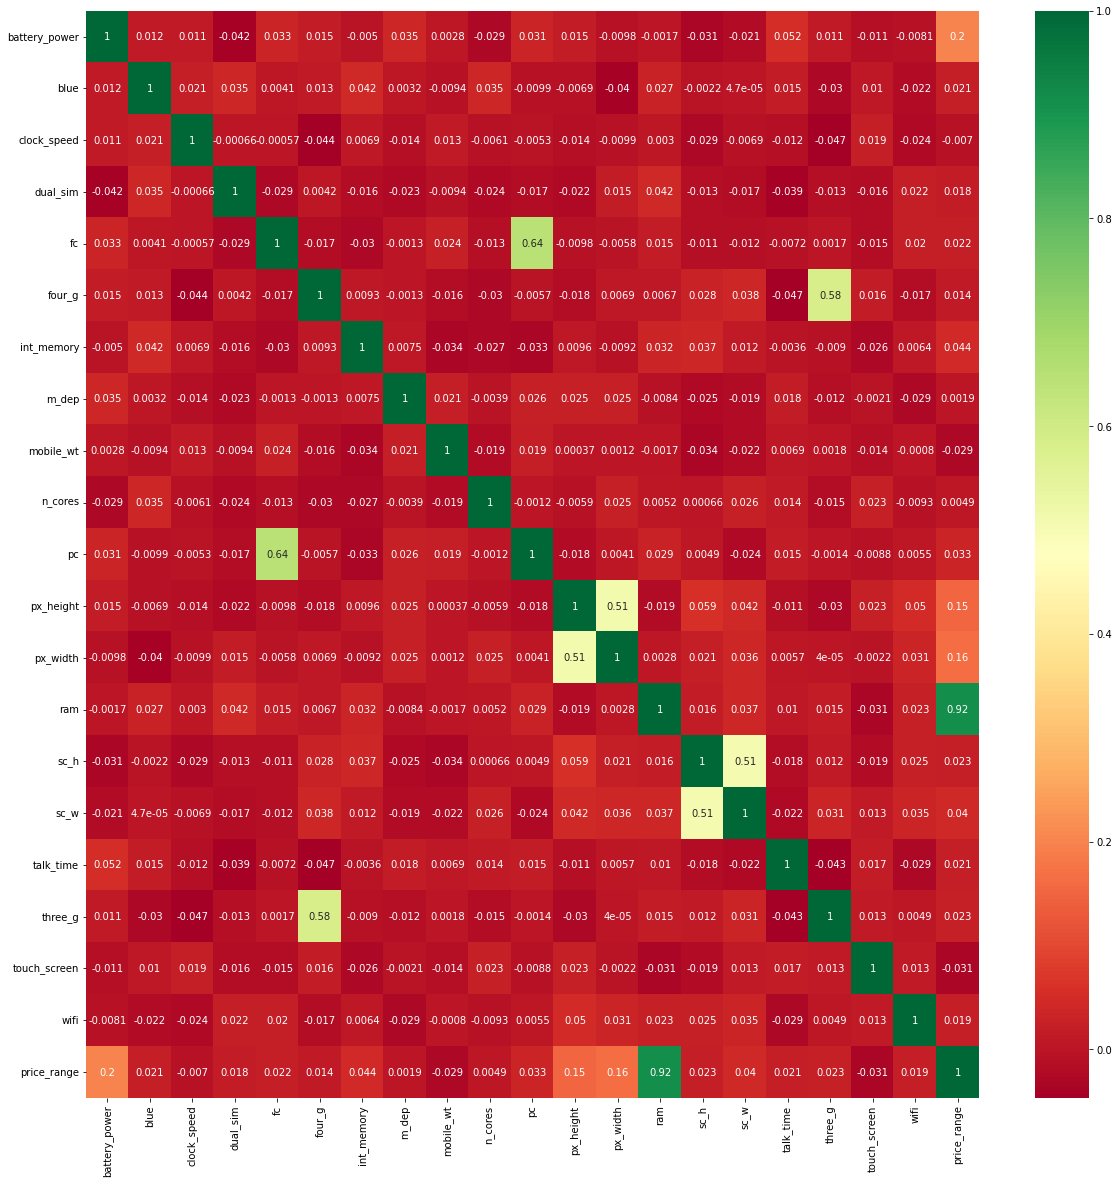 battery_power 1 0.012 0.011 -0.042 0.033 0.015 -0.005 0.035 0.0028 -0.029 0.031 0.015 -0.0098 -0.0017 -0.031 -0.021 0.052 0.011 -0.011 -0.0081 0.2
blue 0.012 1 0.021 0.035 0.0041 0.013 0.042 0.0032 -0.0094 0.035 -0.0099 -0.0069 -0.04 0.027 -0.0022 4.7e-05 0.015 -0.03 0.01 -0.022 0.021
clock_speed 0.011 0.021 1 -0.00066 -0.00057 -0.044 0.0069 -0.014 0.013 -0.0061 -0.0053 -0.014 -0.0099 0.003 -0.029 -0.0069 -0.012 -0.047 0.019 -0.024 -0.007
dual_sim -0.042 0.035 -0.00066 1 -0.029 0.0042 -0.016 -0.023 -0.0094 -0.024 -0.017 -0.022 0.015 0.042 -0.013 -0.017 -0.039 -0.013 -0.016 0.022 0.018
fc 0.033 0.0041 -0.00057 -0.029 1 -0.017 -0.03 -0.0013 0.024 -0.013 0.64 -0.0098 -0.0058 0.015 -0.011 -0.012 -0.0072 0.0017 -0.015 0.02 0.022
four_g 0.015 0.013 -0.044 0.0042 -0.017 1 0.0093 -0.0013 -0.016 -0.03 -0.0057 -0.018 0.0069 0.0067 0.028 0.038 -0.047 0.58 0.016 -0.017 0.014
int_memory -0.005 0.042 0.0069 -0.016 -0.03 0.0093 1 0.0075 -0.034 -0.027 -0.033 0.0096 -0.0092 0.032 0.037 0.012 -0.0036 -0.009 -0.026 0.0064 0.044
m_dep 0.035 0.0032 -0.014 -0.023 -0.0013 -0.0013 0.0075 1 0.021 -0.0039 0.026 0.025 0.025 -0.0084 -0.025 -0.019 0.018 -0.012 -0.0021 -0.029 0.0019
mobile_wt 0.0028 -0.0094 0.013 -0.0094 0.024 -0.016 -0.034 0.021 1 -0.019 0.019 0.00037 0.0012 -0.0017 -0.034 -0.022 0.0069 0.0018 -0.014 -0.0008 -0.029
n_cores -0.029 0.035 -0.0061 -0.024 -0.013 -0.03 -0.027 -0.0039 -0.019 1 -0.0012 -0.0059 0.025 0.0052 0.00066 0.026 0.014 -0.015 0.023 -0.0093 0.0049
pc 0.031 -0.0099 -0.0053 -0.017 0.64 -0.0057 -0.033 0.026 0.019 -0.0012 1 -0.018 0.0041 0.029 0.0049 -0.024 0.015 -0.0014 -0.0088 0.0055 0.033
px_height 0.015 -0.0069 -0.014 -0.022 -0.0098 -0.018 0.0096 0.025 0.00037 -0.0059 -0.018 1 0.51 -0.019 0.059 0.042 -0.011 -0.03 0.023 0.05 0.15
px_width -0.0098 -0.04 -0.0099 0.015 -0.0058 0.0069 -0.0092 0.025 0.0012 0.025 0.0041 0.51 1 0.0028 0.021 0.036 0.0057 4e-05 -0.0022 0.031 0.16
ram -0.0017 0.027 0.003 0.042 0.015 0.0067 0.032 -0.0084 -0.0017 0.0052 0.029 -0.019 0.0028 1 0.016 0.037 0.01 0.015 -0.031 0.023 0.92
sc_h -0.031 -0.0022 -0.029 -0.013 -0.011 0.028 0.037 -0.025 -0.034 0.00066 0.0049 0.059 0.021 0.016 1 0.51 -0.018 0.012 -0.019 0.025 0.023
sc_w -0.021 4.7e-05 -0.0069 -0.017 -0.012 0.038 0.012 -0.019 -0.022 0.026 -0.024 0.042 0.036 0.037 0.51 1 -0.022 0.031 0.013 0.035 0.04
talk_time 0.052 0.015 -0.012 -0.039 -0.0072 -0.047 -0.0036 0.018 0.0069 0.014 0.015 -0.011 0.0057 0.01 -0.018 -0.022 1 -0.043 0.017 -0.029 0.021
three_g 0.011 -0.03 -0.047 -0.013 0.0017 0.58 -0.009 -0.012 0.0018 -0.015 -0.0014 -0.03 4e-05 0.015 0.012 0.031 -0.043 1 0.013 0.0049 0.023
touch_screen -0.011 0.01 0.019 -0.016 -0.015 0.016 -0.026 -0.0021 -0.014 0.023 -0.0088 0.023 -0.0022 -0.031 -0.019 0.013 0.017 0.013 1 0.013 -0.031
wifi -0.0081 -0.022 -0.024 0.022 0.02 -0.017 0.0064 -0.029 -0.0008 -0.0093 0.0055 0.05 0.031 0.023 0.025 0.035 -0.029 0.0049 0.013 1 0.019
price_range 0.2 0.021 -0.007 0.018 0.022 0.014 0.044 0.0019 -0.029 0.0049 0.033 0.15 0.16 0.92 0.023 0.04 0.021 0.023 -0.031 0.019 1
battery_power blue clock_speed dual_sim fc four_g int_memory m_dep mobile_wt n_cores pc px_height px_width ram sc_h sc_w talk_time three_g touch_screen wifi price_range
1.0
0.8
0.6
0.4
0.2
0.0